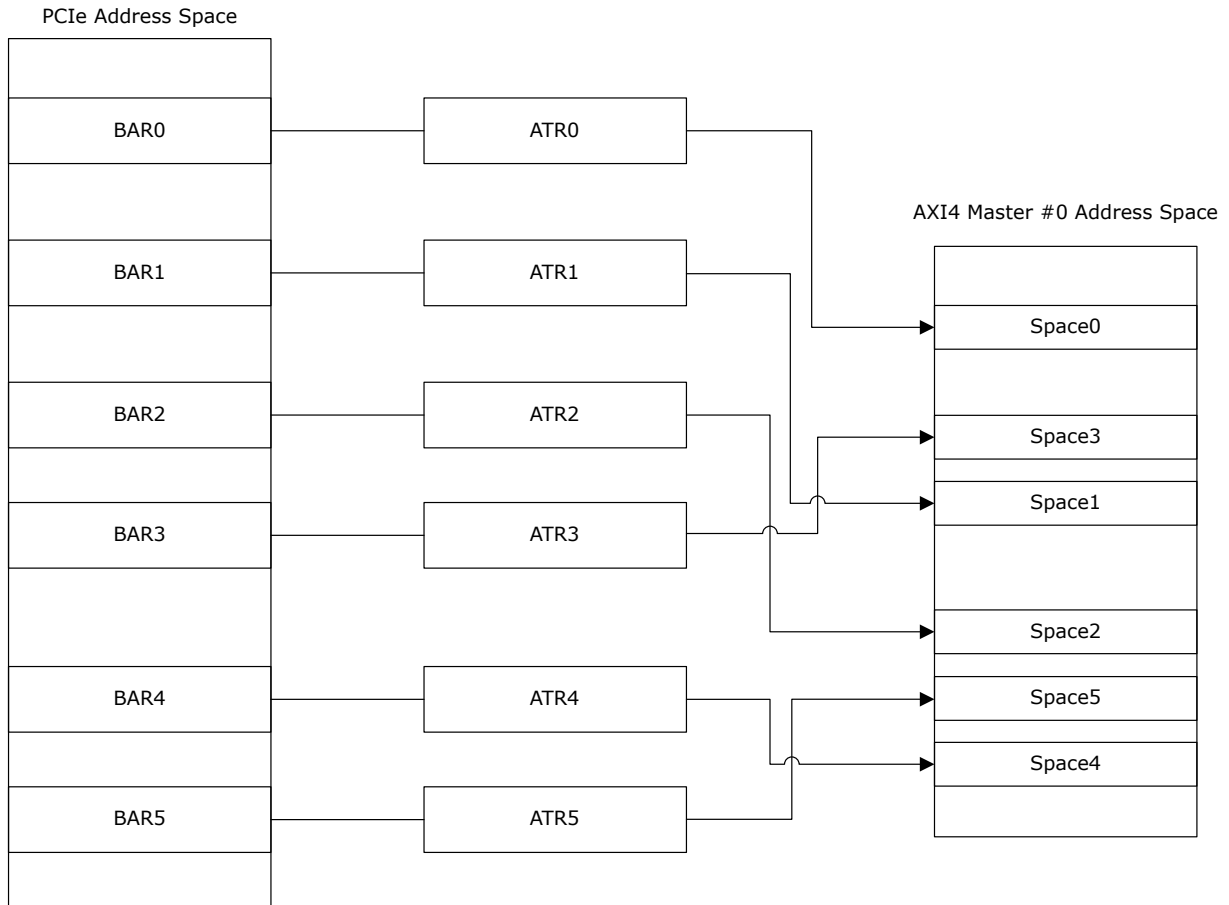 PCIe Address Space
BAR0
ATR0
AXI4 Master #0 Address Space
BAR1
ATR1
Space0
BAR2
ATR2
Space3
Space1
BAR3
ATR3
Space2
BAR4
ATR4
Space5
Space4
BAR5
ATR5